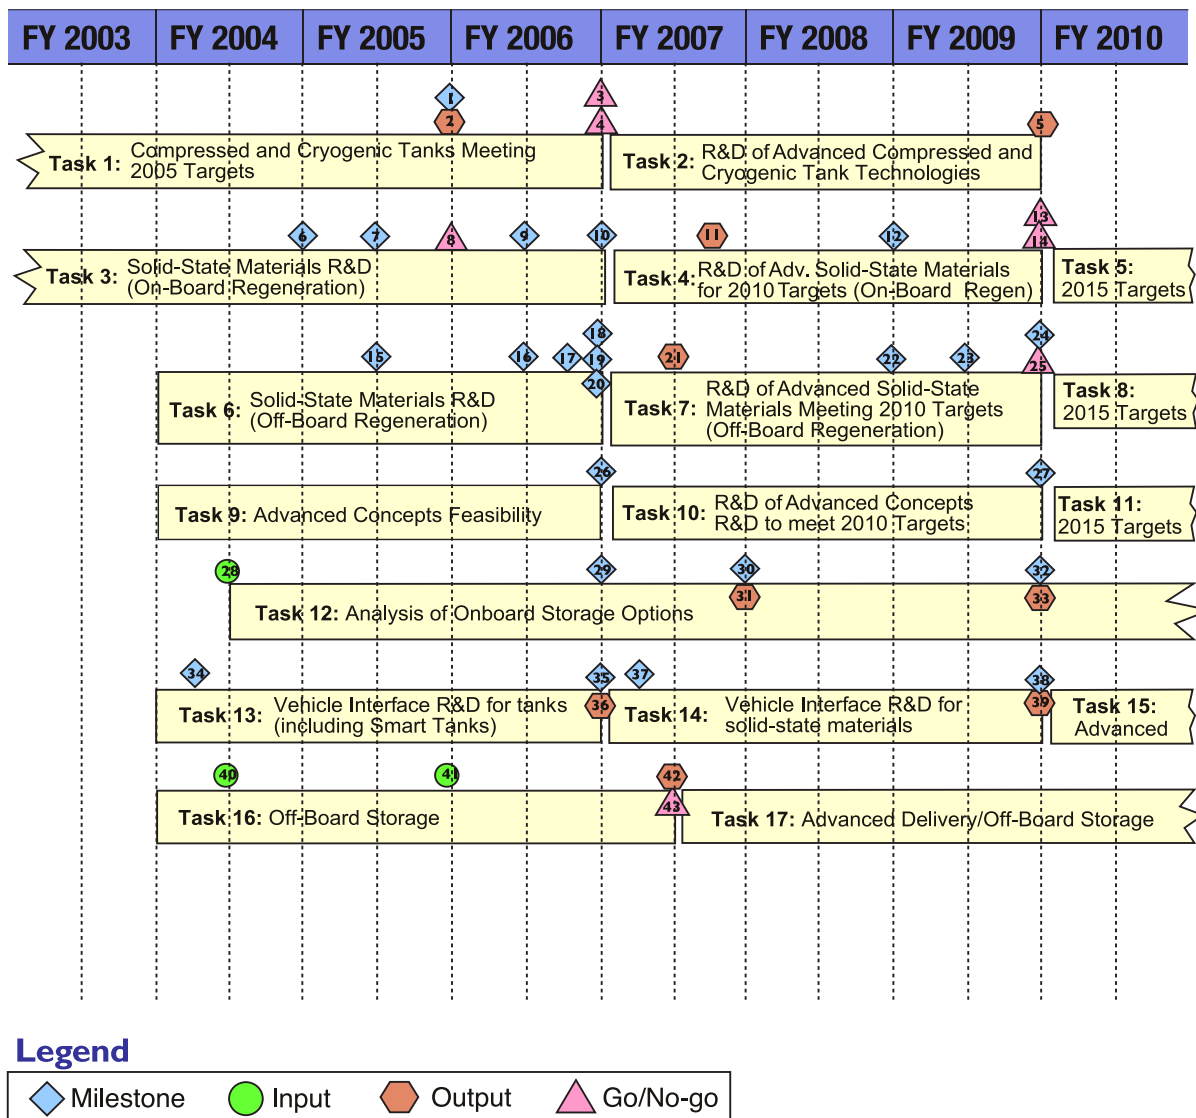 FY 2003 FY 2004 FY 2005 FY 2006 FY 2007 FY 2008 FY 2009 FY 2010
1 3
2 4 5
Task 1: Compressed and Cryogenic Tanks Meeting
2005 Targets
Task 2: R&D of Advanced Compressed and
Cryogenic Tank Technologies
13
6 7 8 9 10 11 12 14
Task 3: Solid-State Materials R&D
(On-Board Regeneration)
Task 4: R&D of Adv. Solid-State Materials
for 2010 Targets (On-Board Regen)
Task 5:
2015 Targets
18 24
15 16 17 19 21 22 23 25
20
Task 6: Solid-State Materials R&D
(Off-Board Regeneration)
Task 7: R&D of Advanced Solid-State
Materials Meeting 2010 Targets
(Off-Board Regeneration)
Task 8:
2015 Targets
26 27
Task 9: Advanced Concepts Feasibility
Task 10: R&D of Advanced Concepts
R&D to meet 2010 Targets
Task 11:
2015 Targets
28 29 30 32
31 33
Task 12: Analysis of Onboard Storage Options
34 35 37 38
36 39
Task 13: Vehicle Interface R&D for tanks
(including Smart Tanks)
Task 14: Vehicle Interface R&D for
solid-state materials
Task 15:
Advanced
40 41 42
43
Task 16: Off-Board Storage
Task 17: Advanced Delivery/Off-Board Storage
Legend
Milestone Input Output Go/No-go